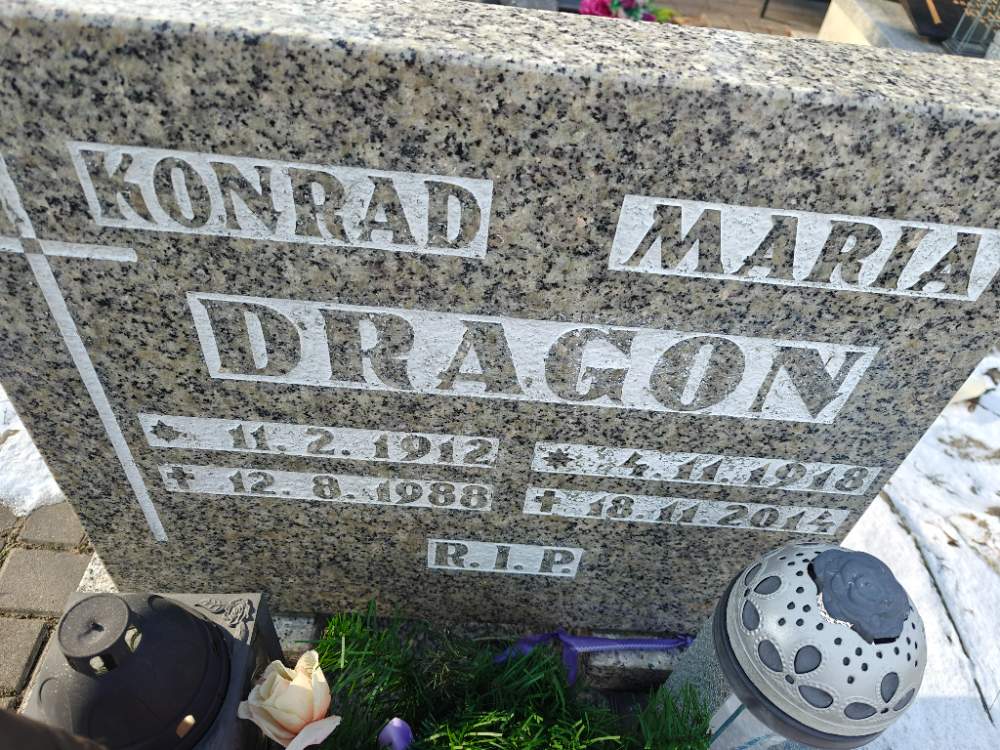 KONRAD MARIA
DRAGON
* 11. 2. 1912
† 12. 8. 1988
* 4. 11. 1918
† 18. 11 2014
R. I. P.